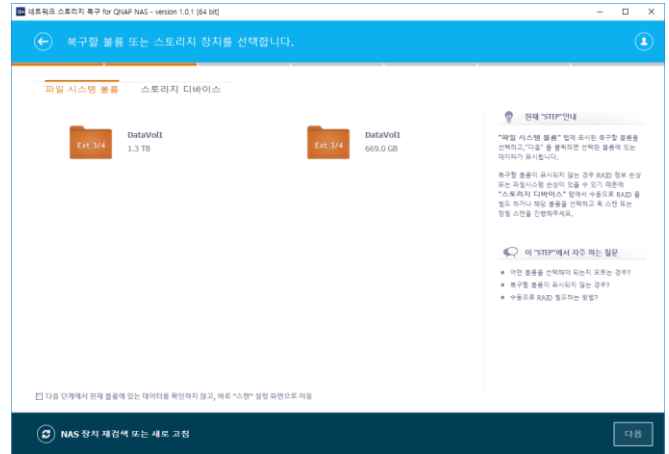 네트워크 스토리지 복구 for QNAP NAS - version 1.0.1 [64 bit]
복구할 볼륨 또는 스토리지 장치를 선택합니다.
파일 시스템 볼륨 스토리지 디바이스
Ext 3/4
DataVol1
1.3 TB
Ext 3/4
DataVol1
669.0 GB
현재 "STEP"안내
"파일 시스템 볼륨" 탭에 표시된 복구할 볼륨을
선택하고,"다음" 을 클릭하면 선택한 볼륨에 있는
데이터가 표시됩니다.
복구할 볼륨이 표시되지 않는 경우 RAID 정보 손상
또는 파일시스템 손상이 있을 수 있기 때문에
"스토리지 디바이스" 탭에서 수동으로 RAID 를
빌드 하거나 해당 볼륨을 선택하고 퀵 스캔 또는
정밀 스캔을 진행해주세요.
이 "STEP"에서 자주 하는 질문
어떤 볼륨을 선택해야 되는지 모르는 경우?
복구할 볼륨이 표시되지 않는 경우?
수동으로 RAID 빌드하는 방법?
다음 단계에서 현재 볼륨에 있는 데이터를 확인하지 않고, 바로 "스캔" 설정 화면으로 이동
NAS 장치 재검색 또는 새로 고침
다음